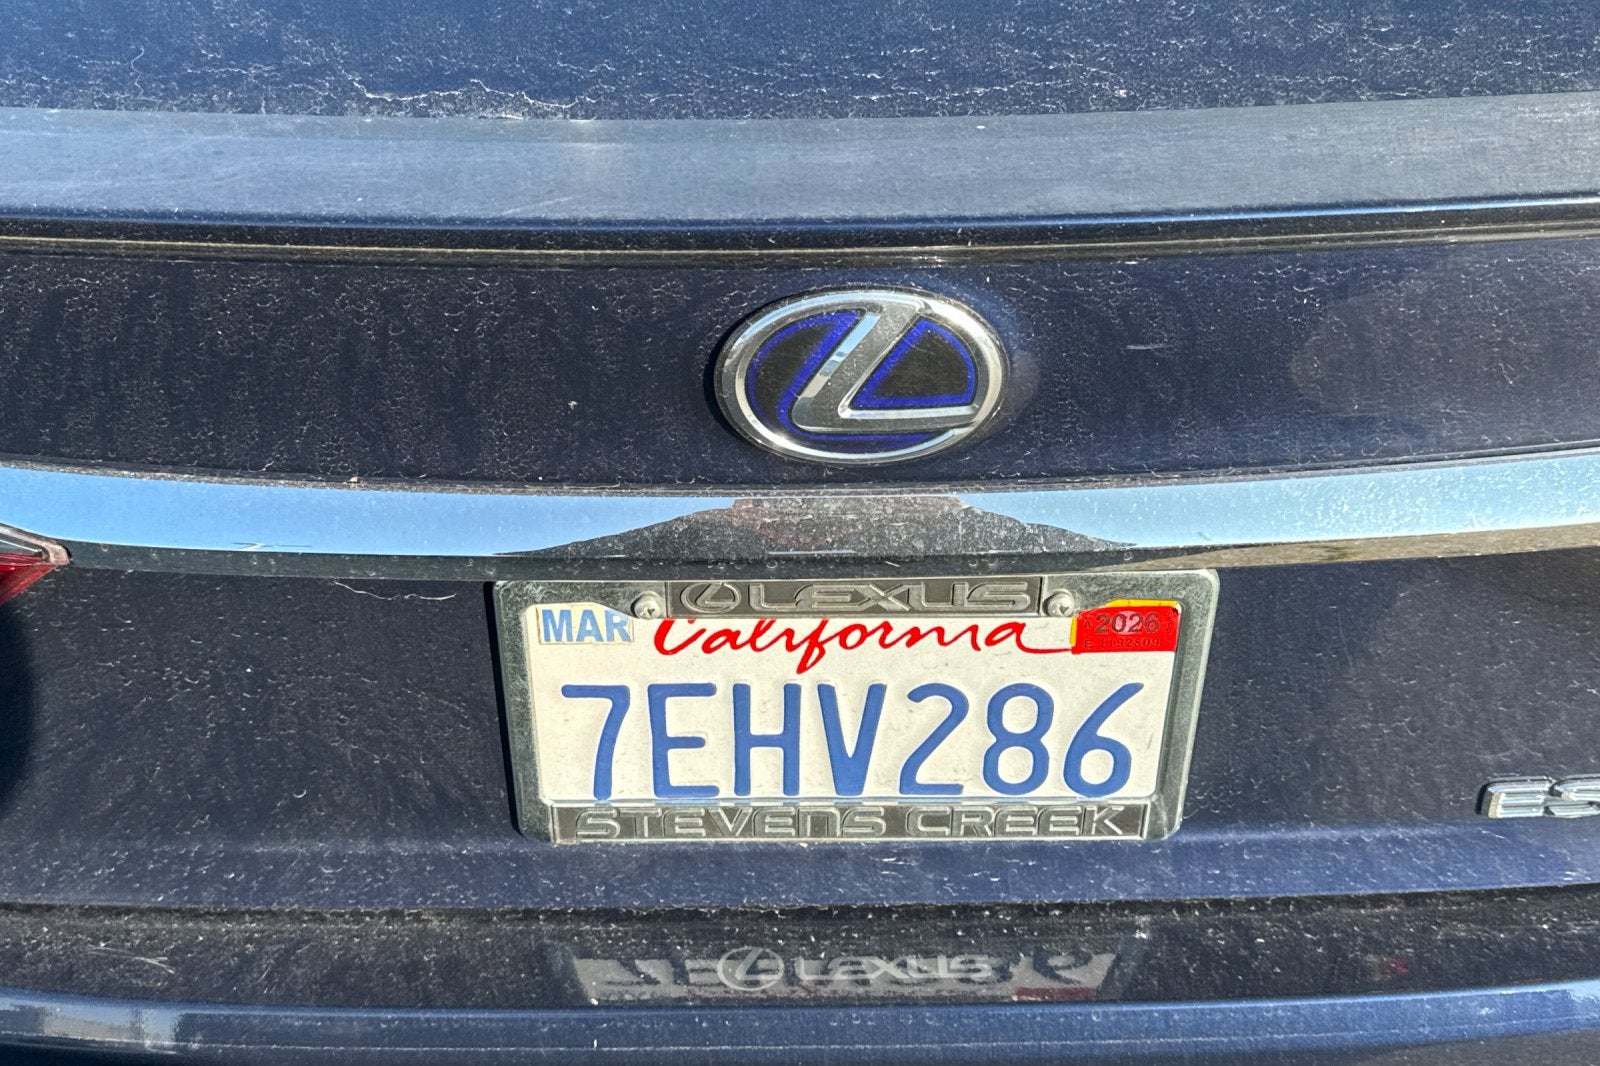 LEXUS
MAR California 2026
7EHV286
STEVENS CREEK
ES
LEXUS